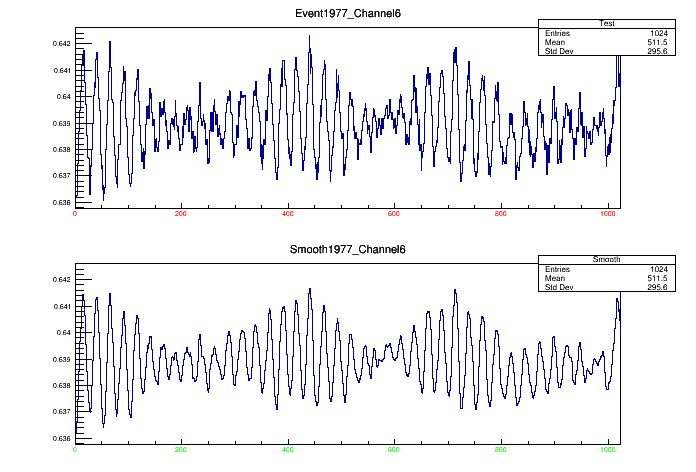 Event1977_Channel6
Test
Entries 1024
Mean 511.5
Std Dev 295.6
0.642
0.641
0.64
0.639
0.638
0.637
0.636
0 200 400 600 800 1000
Smooth1977_Channel6
Smooth
Entries 1024
Mean 511.5
Std Dev 295.6
0.642
0.641
0.64
0.639
0.638
0.637
0.636
0 200 400 600 800 1000